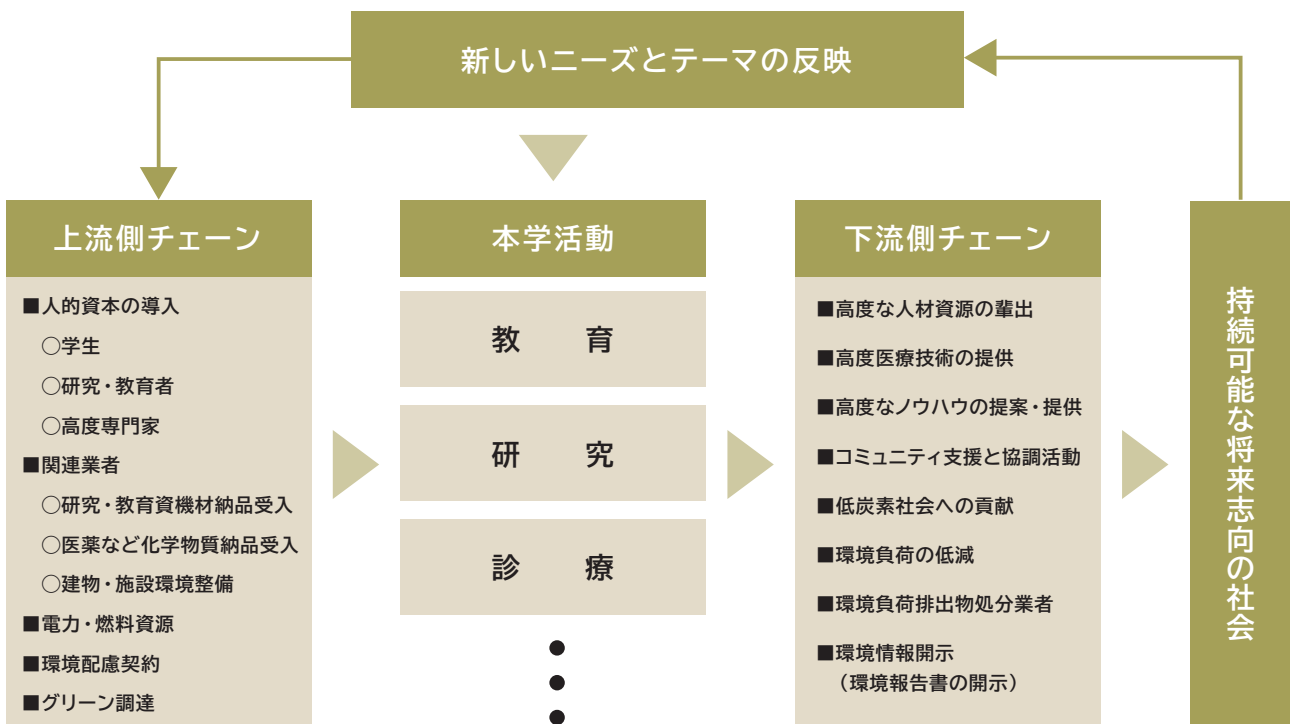 新しいニーズとテーマの反映
上流側チェーン
■人的資本の導入
○学生
○研究・教育者
○高度専門家
■関連業者
○研究・教育資機材納品受入
○医薬など化学物質納品受入
○建物・施設環境整備
■電力・燃料資源
■環境配慮契約
■グリーン調達
本学活動
教　育
研　究
診　療
下流側チェーン
■高度な人材資源の輩出
■高度医療技術の提供
■高度なノウハウの提案・提供
■コミュニティ支援と協調活動
■低炭素社会への貢献
■環境負荷の低減
■環境負荷排出物処分業者
■環境情報開示
（環境報告書の開示）
持続可能な将来志向の社会